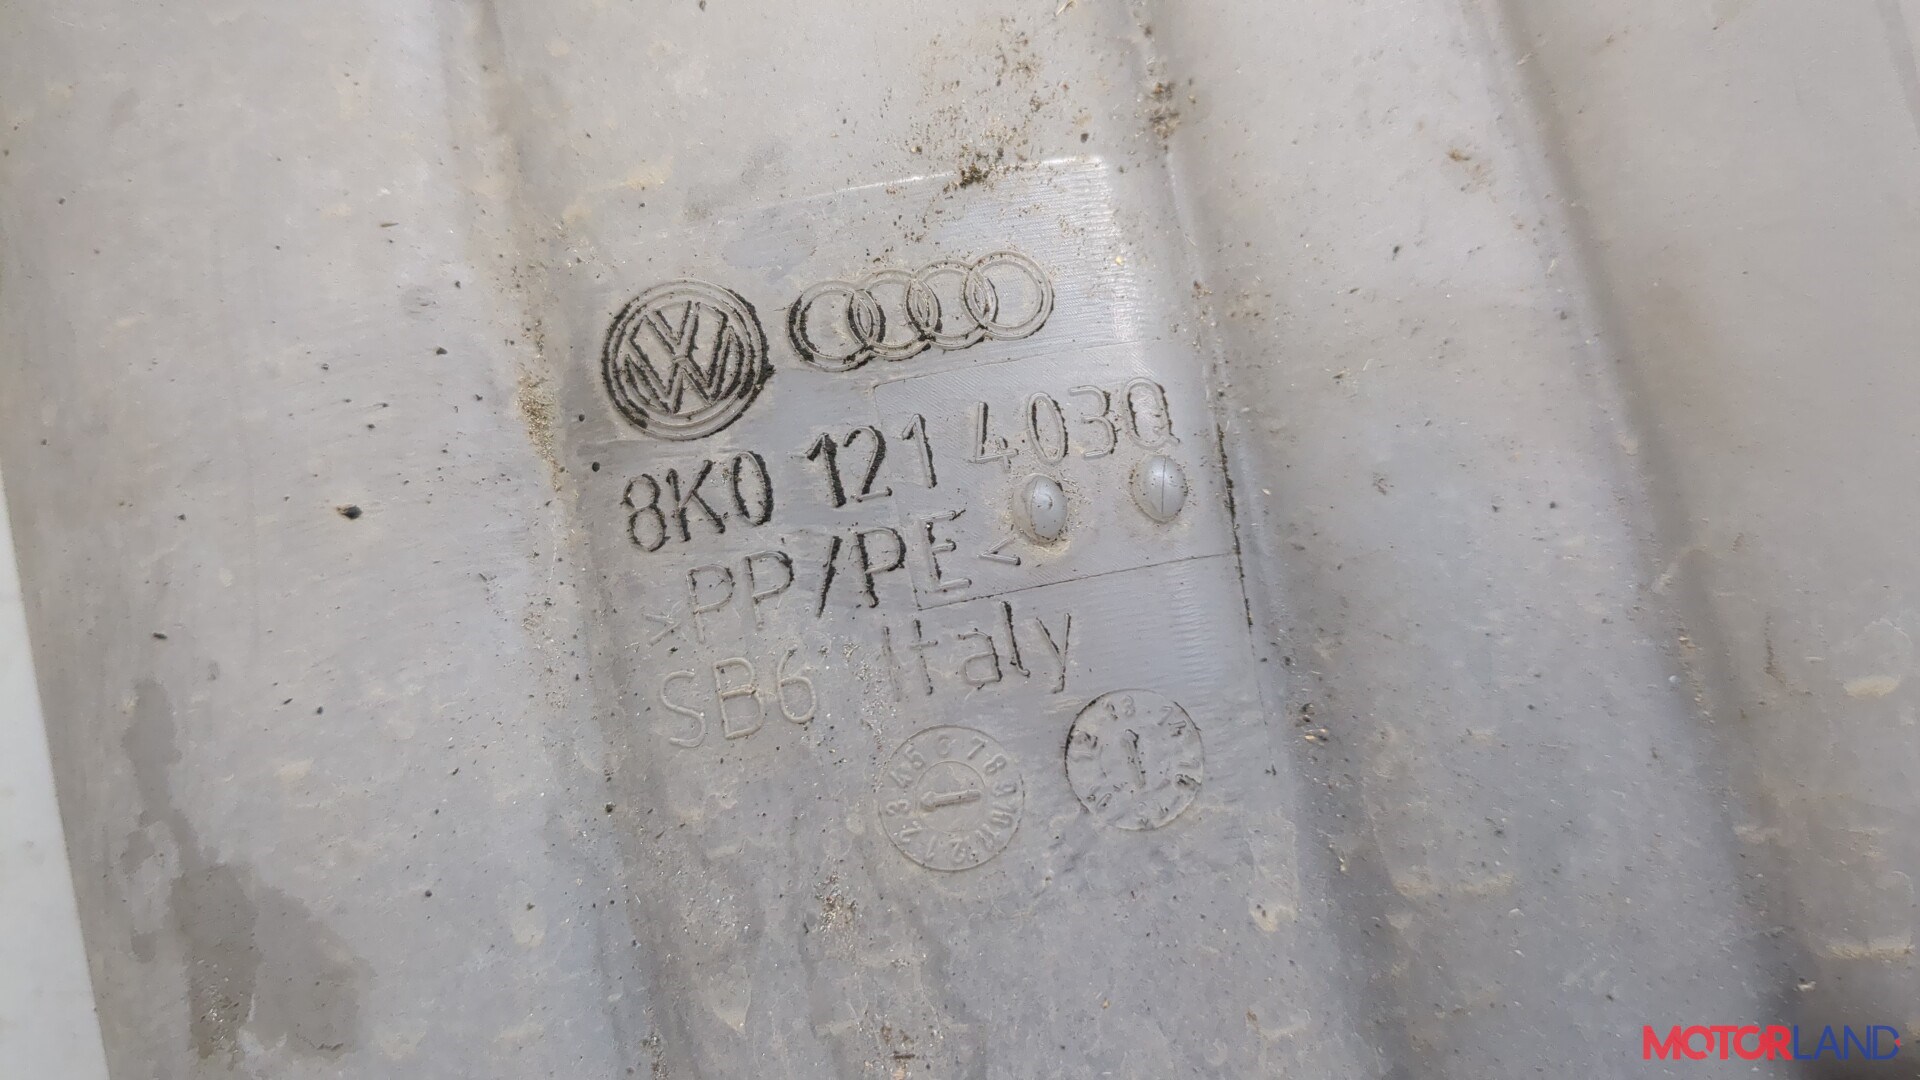 8K0 121 403Q
>PP/PE<
SB6 Italy
MOTORLAND